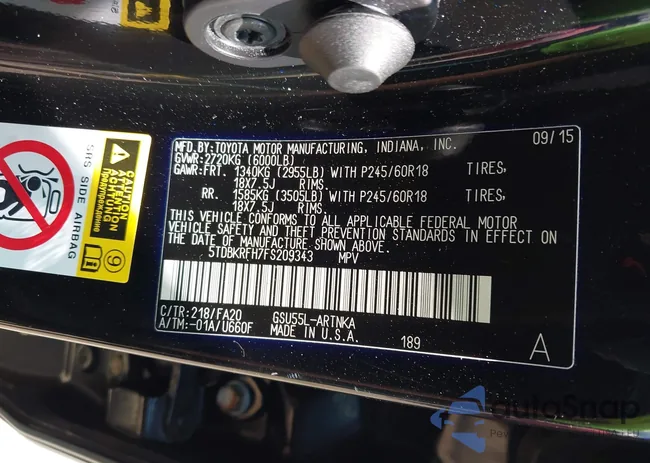 MFD.BY:TOYOTA MOTOR MANUFACTURING, INDIANA, INC. 09/15
GVWR:2720KG (6000LB)
GAWR:FRT. 1340KG (2955LB) WITH P245/60R18 TIRES,
18X7.5J RIMS.
RR. 1585KG (3505LB) WITH P245/60R18 TIRES,
18X7.5J RIMS.
THIS VEHICLE CONFORMS TO ALL APPLICABLE FEDERAL MOTOR
VEHICLE SAFETY AND THEFT PREVENTION STANDARDS IN EFFECT ON
THE DATE OF MANUFACTURE SHOWN ABOVE.
5TDBKRFH7FS209343 MPV
C/TR:218/FA20 GSU55L-ARTNKA
A/TM:-01A/U660F MADE IN U.S.A. 189 A
SRS SIDE AIRBAG
CAUTION
CAUTION
Предупреждение
9
autoSnap